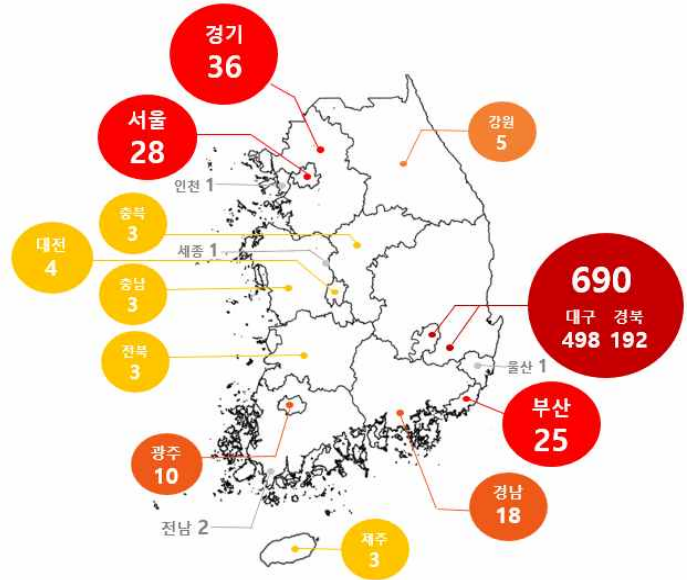 경기
36
서울
28
강원
5
인천 1
충북
3
대전
4
세종 1
충남
3
690
대구 경북
498 192
전북
3
울산 1
부산
25
광주
10
경남
18
전남 2
제주
3